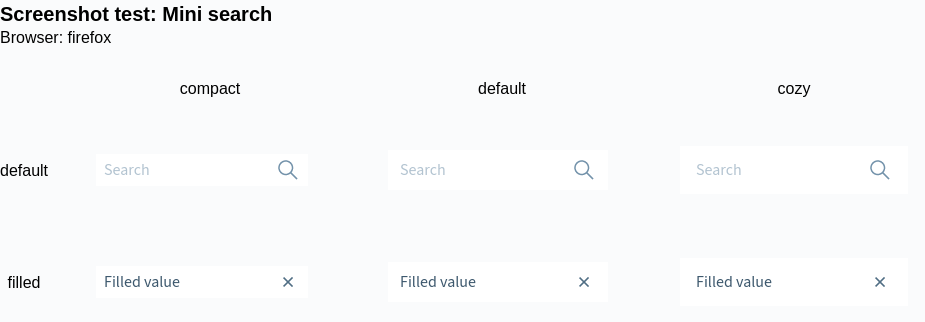 Screenshot test: Mini search
Browser: firefox
compact default cozy
default Search Search Search
filled Filled value Filled value Filled value